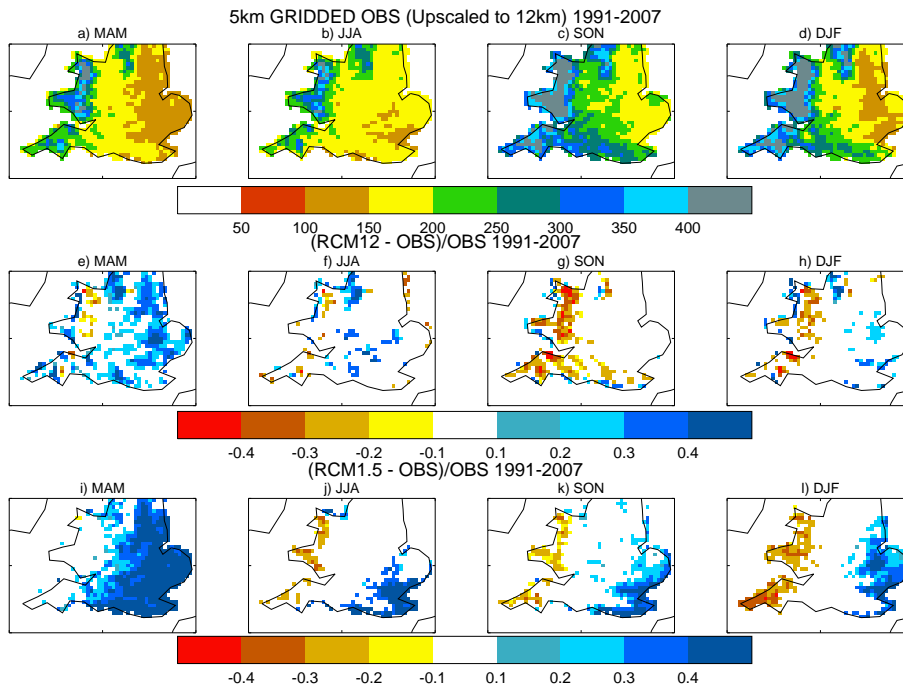 5km GRIDDED OBS (Upscaled to 12km) 1991-2007
a) MAM b) JJA c) SON d) DJF
50 100 150 200 250 300 350 400
(RCM12 - OBS)/OBS 1991-2007
e) MAM f) JJA g) SON h) DJF
-0.4 -0.3 -0.2 -0.1 0.1 0.2 0.3 0.4
(RCM1.5 - OBS)/OBS 1991-2007
i) MAM j) JJA k) SON l) DJF
-0.4 -0.3 -0.2 -0.1 0.1 0.2 0.3 0.4